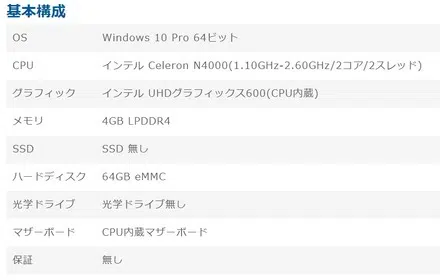 基本構成
OS Windows 10 Pro 64ビット
CPU インテル Celeron N4000(1.10GHz-2.60GHz/2コア/2スレッド)
グラフィック インテル UHDグラフィックス600(CPU内蔵)
メモリ 4GB LPDDR4
SSD SSD 無し
ハードディスク 64GB eMMC
光学ドライブ 光学ドライブ無し
マザーボード CPU内蔵マザーボード
保証 無し